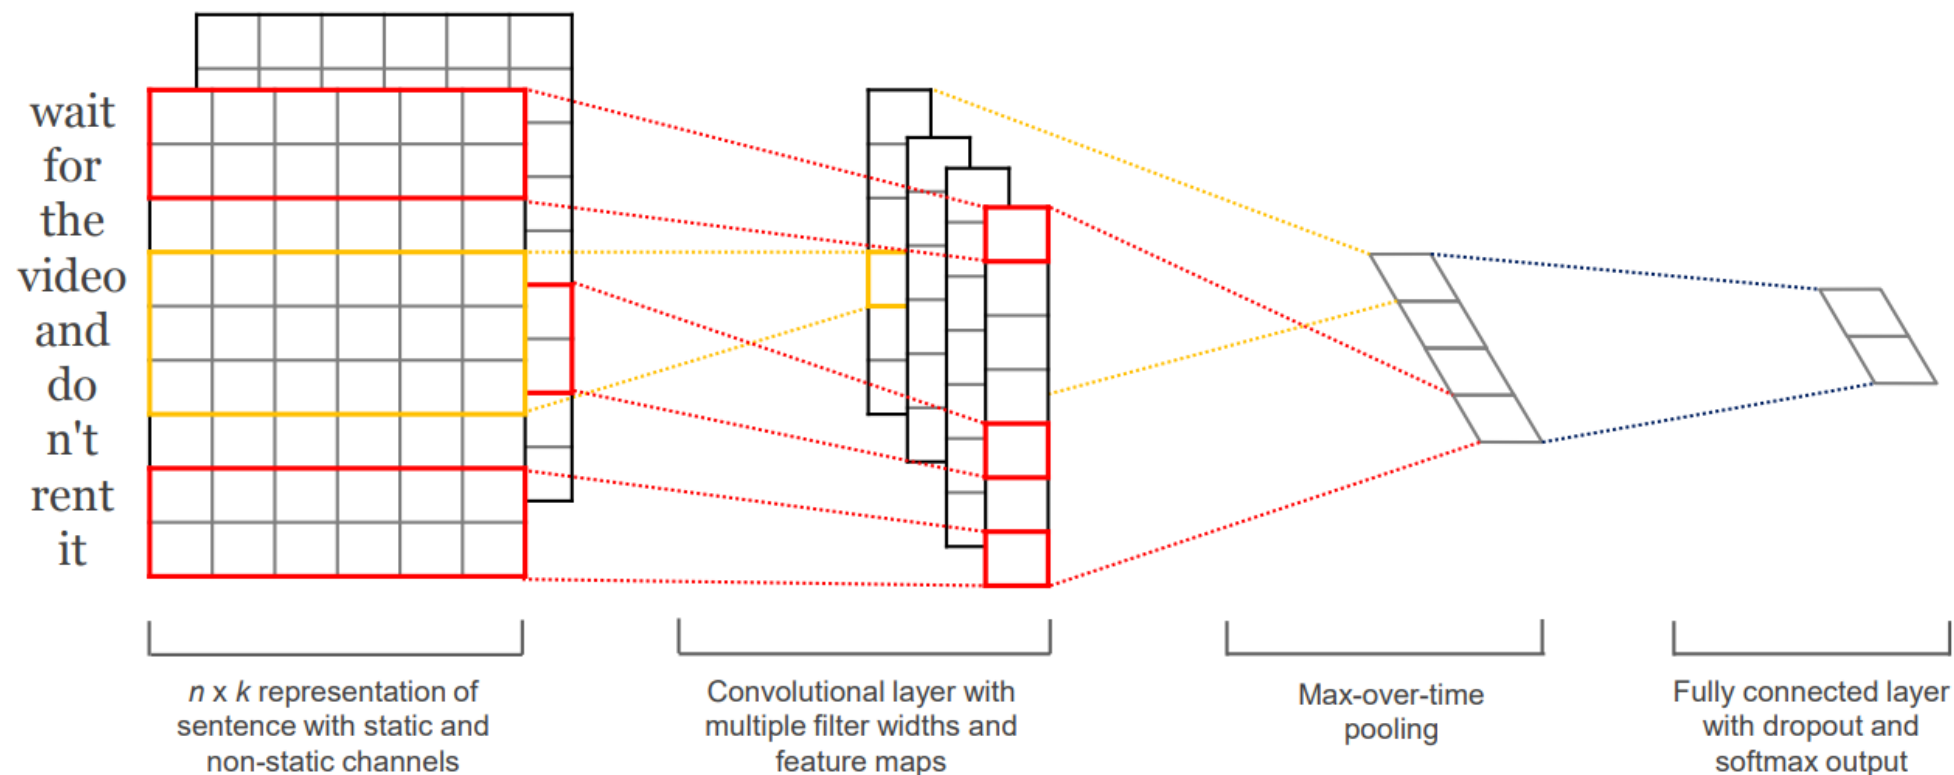 wait
for
the
video
and
do
n't
rent
it
n x k representation of
sentence with static and
non-static channels
Convolutional layer with
multiple filter widths and
feature maps
Max-over-time
pooling
Fully connected layer
with dropout and
softmax output